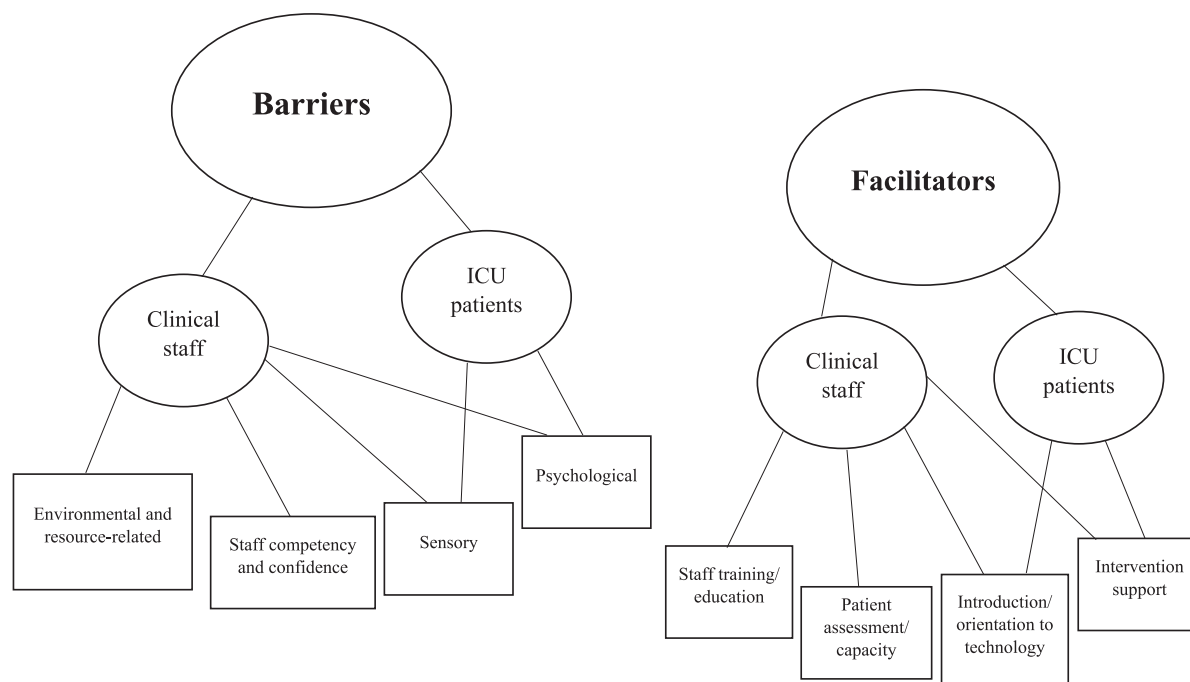 Barriers
Clinical
staff
ICU
patients
Environmental and
resource-related
Staff competency
and confidence
Sensory
Psychological
Facilitators
Clinical
staff
ICU
patients
Staff training/
education
Patient
assessment/
capacity
Introduction/
orientation to
technology
Intervention
support